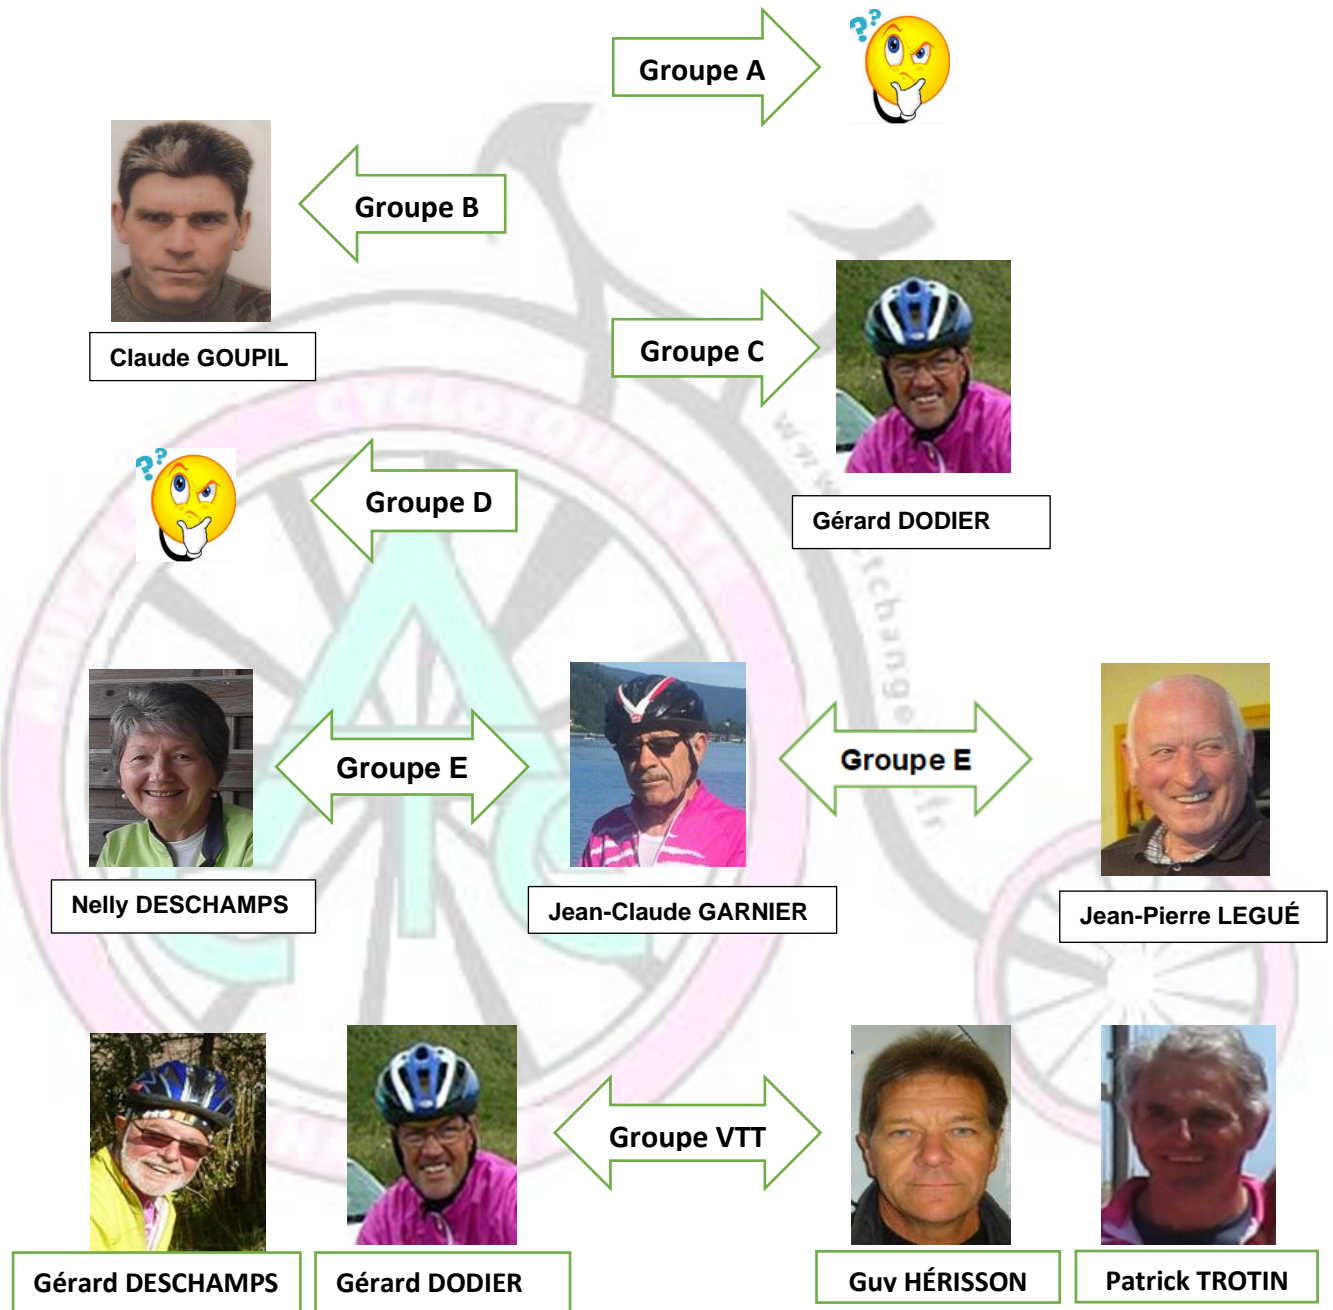 Groupe A
Groupe B
Claude GOUPIL
Groupe C
Gérard DODIER
Groupe D
CYCLOTOURISTE
Groupe E
Groupe E
Nelly DESCHAMPS
Jean-Claude GARNIER
Jean-Pierre LEGUÉ
Groupe VTT
Gérard DESCHAMPS
Gérard DODIER
Guy HÉRISSON
Patrick TROTIN